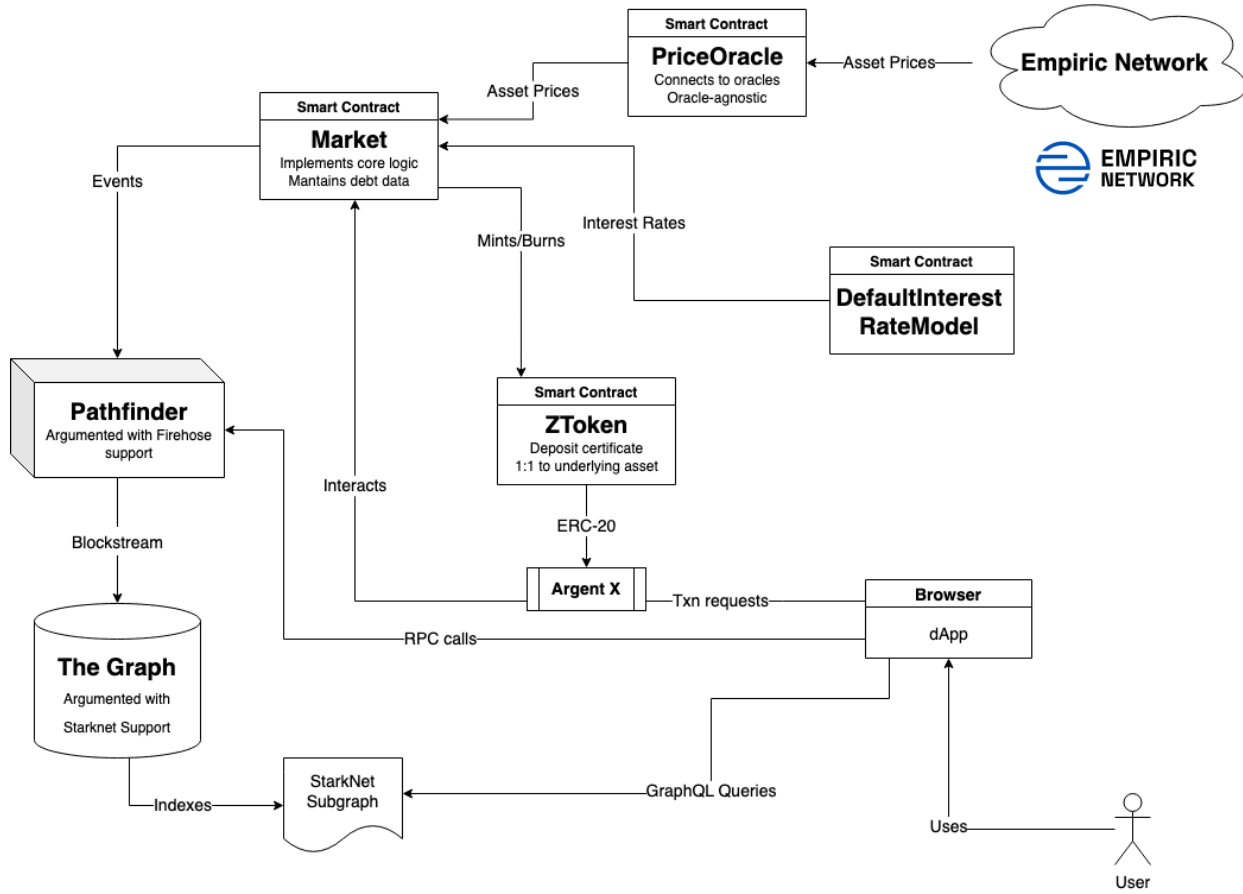 Smart Contract
PriceOracle
Connects to oracles
Oracle-agnostic
Asset Prices
Empiric Network
EMPIRIC
NETWORK
Asset Prices
Smart Contract
Market
Implements core logic
Mantains debt data
Events
Mints/Burns
Interest Rates
Smart Contract
DefaultInterest
RateModel
Pathfinder
Argumented with Firehose
support
Smart Contract
ZToken
Deposit certificate
1:1 to underlying asset
Interacts
ERC-20
Blockstream
Argent X
Txn requests
Browser
dApp
RPC calls
The Graph
Argumented with
Starknet Support
StarkNet
Subgraph
Indexes
GraphQL Queries
Uses
User